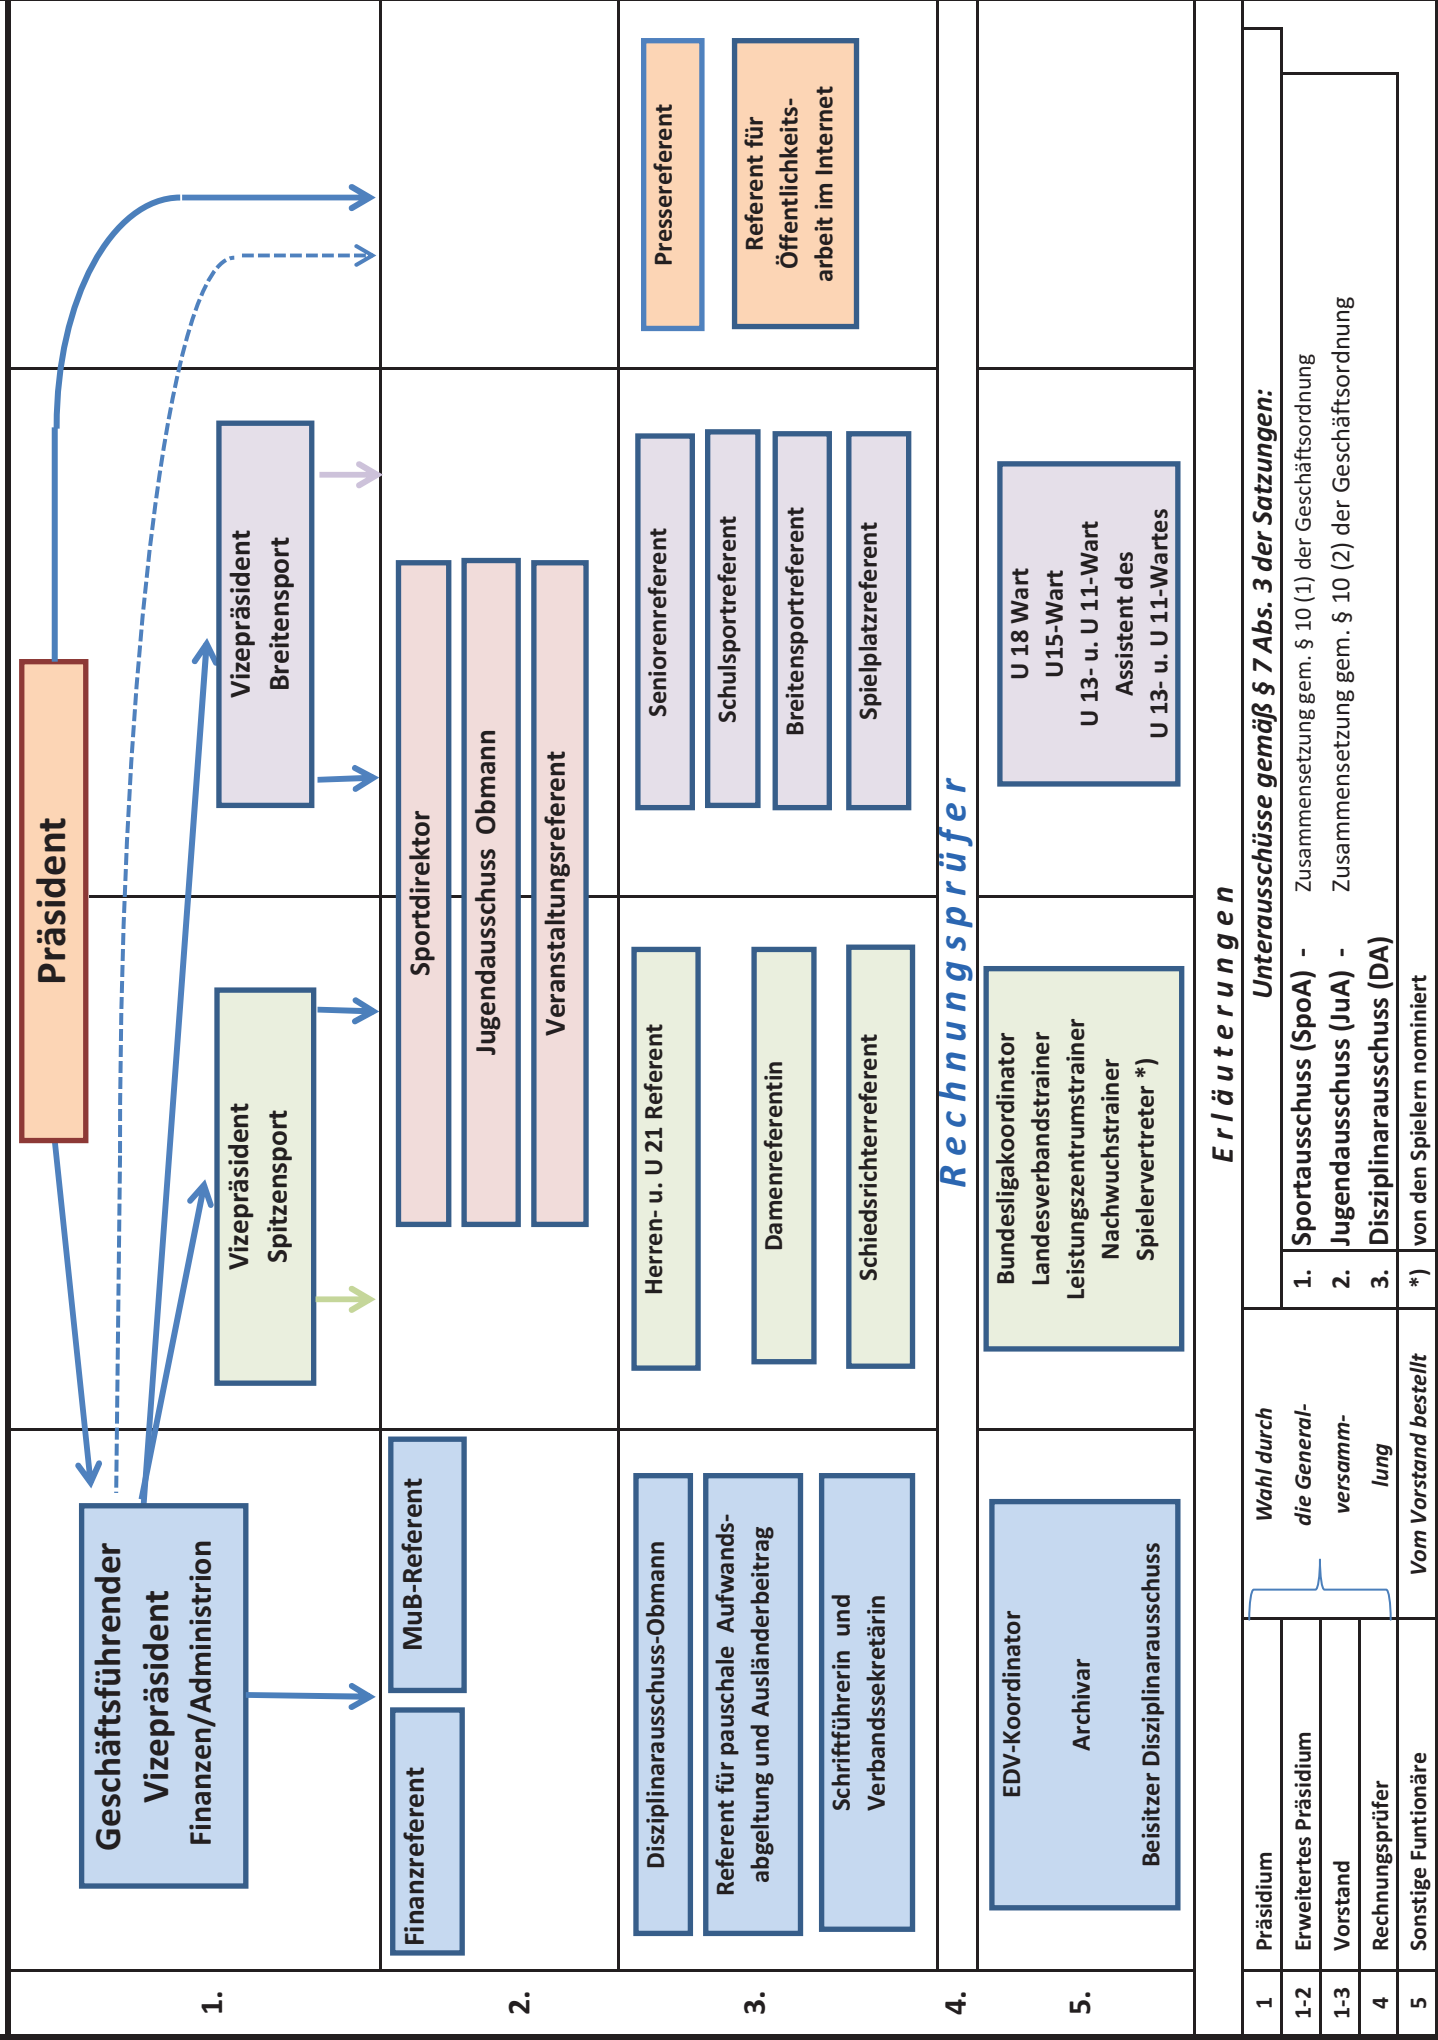 Präsident
1.
Geschäftsführender
Vizepräsident
Finanzen/Administrion
Vizepräsident
Spitzensport
Vizepräsident
Breitensport
2.
Finanzreferent
MuB-Referent
Sportdirektor
Jugendausschuss Obmann
Veranstaltungsreferent
3.
Disziplinarausschuss-Obmann
Referent für pauschale Aufwands-
abgeltung und Ausländerbeitrag
Schriftführerin und
Verbandssekretärin
Herren- u. U 21 Referent
Damenreferentin
Schiedsrichterreferent
Seniorenreferent
Schulsportreferent
Breitensportreferent
Spielplatzreferent
Pressereferent
Referent für
Öffentlichkeits-
arbeit im Internet
4.
Rechnungsprüfer
5.
EDV-Koordinator
Archivar
Beisitzer Disziplinarausschuss
Bundesligakoordinator
Landesverbandstrainer
Leistungszentrumstrainer
Nachwuchstrainer
Spielervertreter *)
U 18 Wart
U15-Wart
U 13- u. U 11-Wart
Assistent des
U 13- u. U 11-Wartes
Erläuterungen
1 Präsidium
1-2 Erweitertes Präsidium
1-3 Vorstand
4 Rechnungsprüfer
5 Sonstige Funtionäre
Wahl durch
die General-
versamm-
lung
Vom Vorstand bestellt
Unterausschüsse gemäß § 7 Abs. 3 der Satzungen:
1. Sportausschuss (SpoA) - Zusammensetzung gem. § 10 (1) der Geschäftsordnung
2. Jugendausschuss (JuA) - Zusammensetzung gem. § 10 (2) der Geschäftsordnung
3. Disziplinarausschuss (DA)
*) von den Spielern nominiert